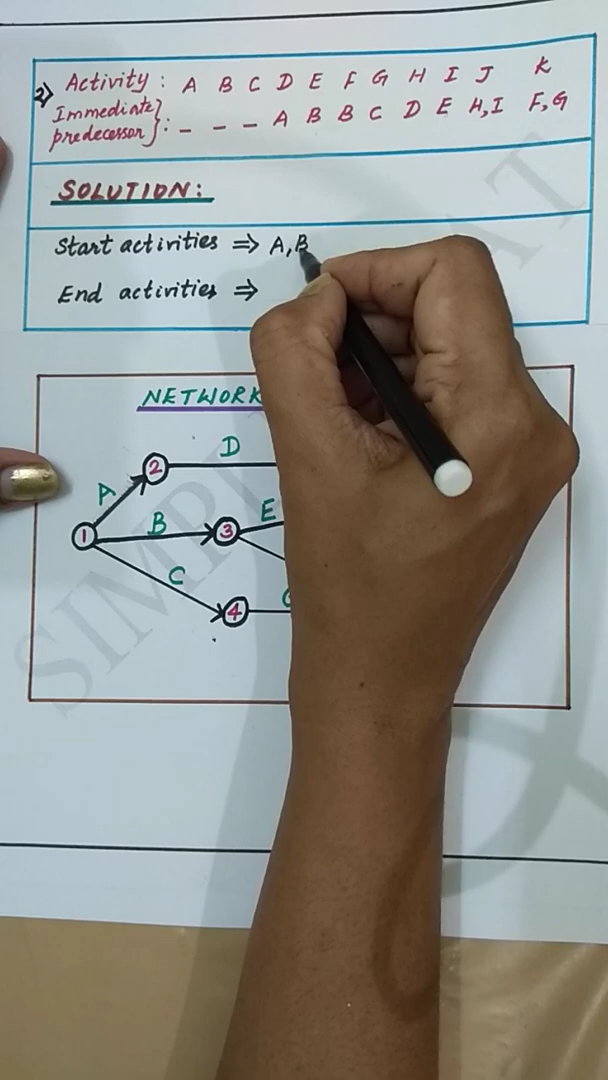 2) Activity : A B C D E F G H I J K
Immediate
predecessor } : - - - A B B C D E H,I F,G
SOLUTION:
Start activities ⇒ A,B
End activities ⇒
NETWORK
D
2
A
B
E
1
3
C
4